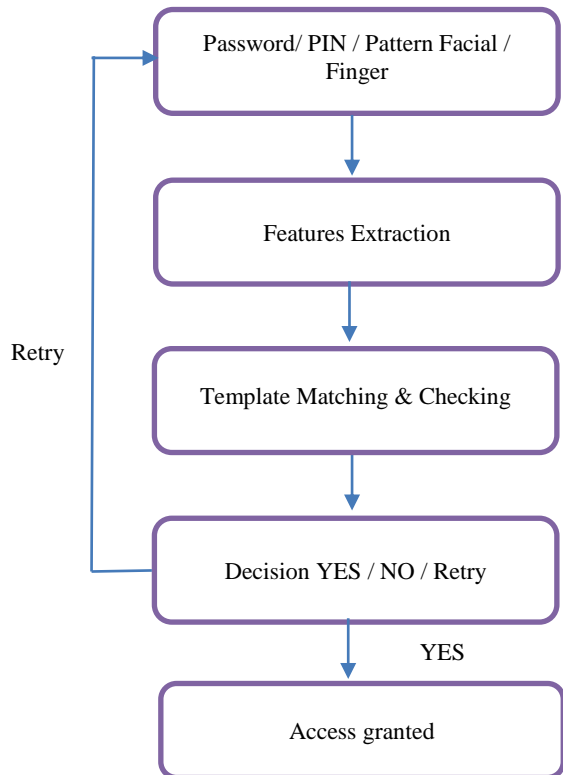 Password/ PIN / Pattern Facial /
Finger
Features Extraction
Retry
Template Matching & Checking
Decision YES / NO / Retry
YES
Access granted